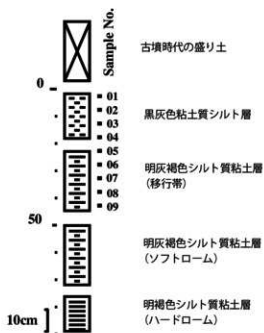 Sample No.
古墳時代の盛り土
0
01
02
03
04
黒灰色粘土質シルト層
05
06
07
08
09
明灰褐色シルト質粘土層
(移行帯)
50
明灰褐色シルト質粘土層
(ソフトローム)
10cm
明褐色シルト質粘土層
(ハードローム)